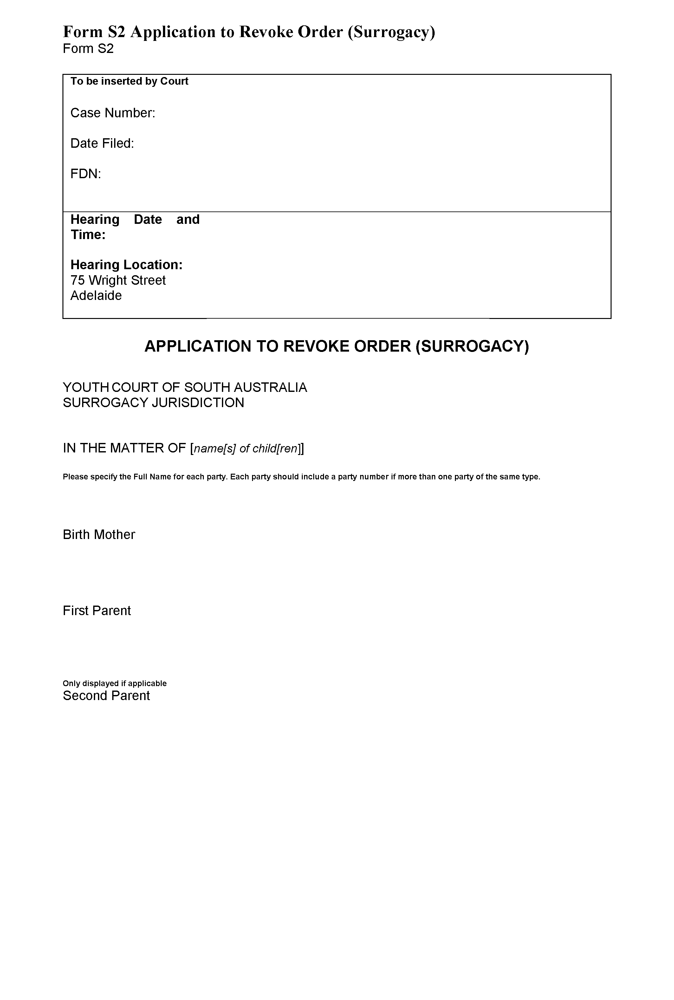 Form S2 Application to Revoke Order (Surrogacy)
Form S2
To be inserted by Court
Case Number:
Date Filed:
FDN:
Hearing Date and
Time:
Hearing Location:
75 Wright Street
Adelaide
APPLICATION TO REVOKE ORDER (SURROGACY)
YOUTH COURT OF SOUTH AUSTRALIA
SURROGACY JURISDICTION
IN THE MATTER OF [name[s] of child[ren]]
Please specify the Full Name for each party. Each party should include a party number if more than one party of the same type.
Birth Mother
First Parent
Only displayed if applicable
Second Parent